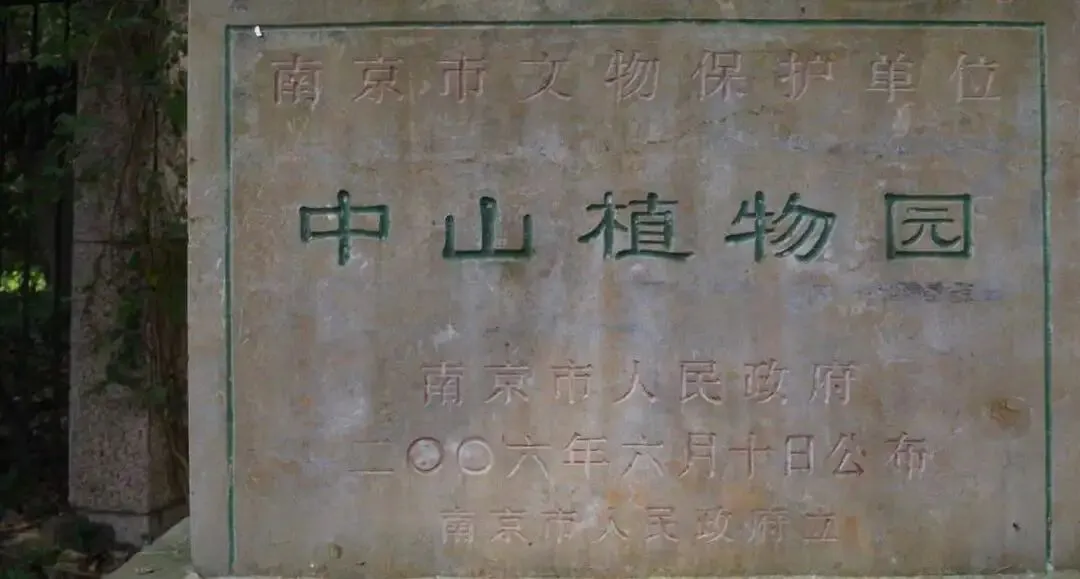 南京市文物保护单位
中山植物园
南京市人民政府
二〇〇六年六月十日公布
南京市人民政府立